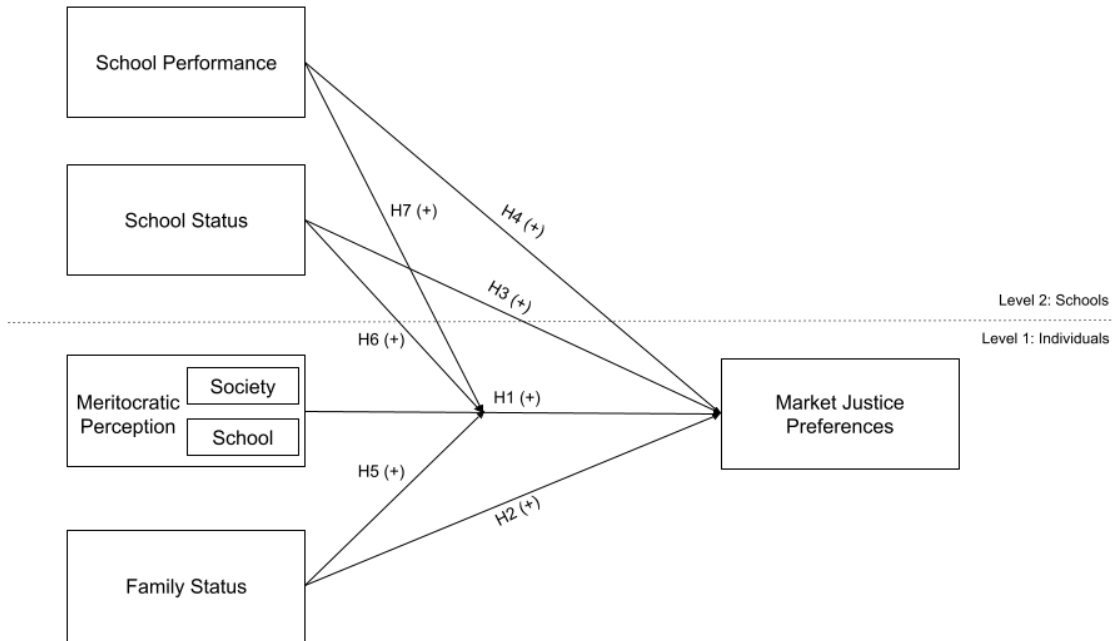 School Performance
School Status
H7 (+)
H4 (+)
H3 (+)
Level 2: Schools
Level 1: Individuals
H6 (+)
Meritocratic
Perception
Society
School
H1 (+)
Market Justice
Preferences
H5 (+)
H2 (+)
Family Status